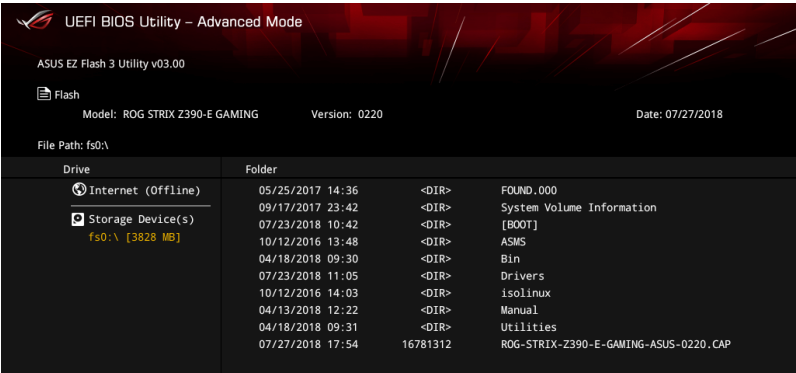 UEFI BIOS Utility – Advanced Mode
ASUS EZ Flash 3 Utility v03.00
Flash
Model: ROG STRIX Z390-E GAMING Version: 0220 Date: 07/27/2018
File Path: fs0:\
Drive Folder
Internet (Offline) 05/25/2017 14:36 <DIR> FOUND.000
09/17/2017 23:42 <DIR> System Volume Information
Storage Device(s) 07/23/2018 10:42 <DIR> [BOOT]
fs0:\ [3828 MB] 10/12/2016 13:48 <DIR> ASMS
04/18/2018 09:30 <DIR> Bin
07/23/2018 11:05 <DIR> Drivers
10/12/2016 14:03 <DIR> isolinux
04/13/2018 12:22 <DIR> Manual
04/18/2018 09:31 <DIR> Utilities
07/27/2018 17:54 16781312 ROG-STRIX-Z390-E-GAMING-ASUS-0220.CAP